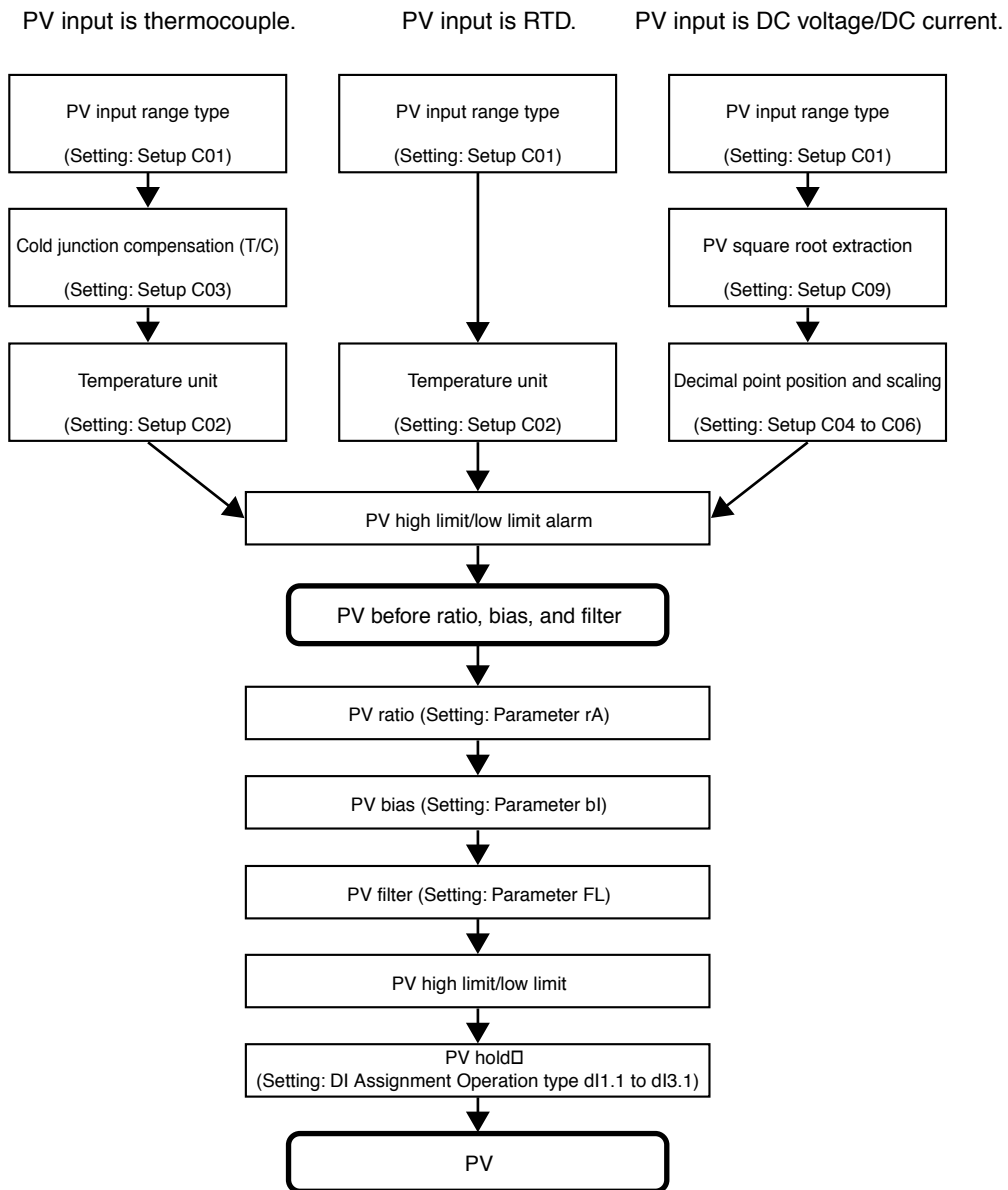 PV input is thermocouple.
PV input is RTD.
PV input is DC voltage/DC current.
PV input range type
(Setting: Setup C01)
PV input range type
(Setting: Setup C01)
PV input range type
(Setting: Setup C01)
Cold junction compensation (T/C)
(Setting: Setup C03)
PV square root extraction
(Setting: Setup C09)
Temperature unit
(Setting: Setup C02)
Temperature unit
(Setting: Setup C02)
Decimal point position and scaling
(Setting: Setup C04 to C06)
PV high limit/low limit alarm
PV before ratio, bias, and filter
PV ratio (Setting: Parameter rA)
PV bias (Setting: Parameter bI)
PV filter (Setting: Parameter FL)
PV high limit/low limit
PV hold□
(Setting: DI Assignment Operation type dI1.1 to dI3.1)
PV